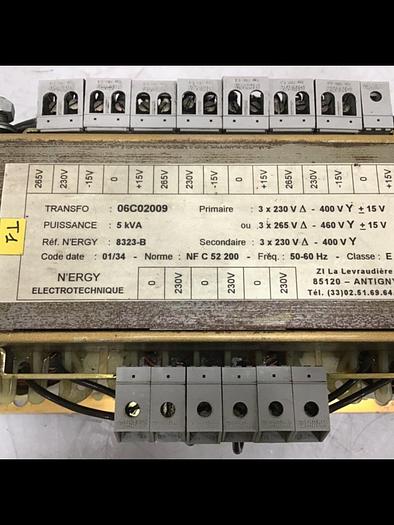 265V 230V -15V 0 +15V 265V 230V -15V 0 +15V 265V 230V -15V 0 +15V
TRANSFO : 06C02009 Primaire : 3 x 230 V Δ - 400 V Y ± 15 V
PUISSANCE : 5 kVA ou : 3 x 265 V Δ - 460 V Y ± 15 V
Réf. N'ERGY : 8323-B Secondaire : 3 x 230 V Δ - 400 V Y
Code date : 01/34 - Norme : NF C 52 200 - Fréq. : 50-60 Hz - Classe : E
N'ERGY
ELECTROTECHNIQUE
0 230V 0 230V 0 230V
ZI La Levraudière
85120 – ANTIGNY
Tél. (33)02.51.69.64
T1